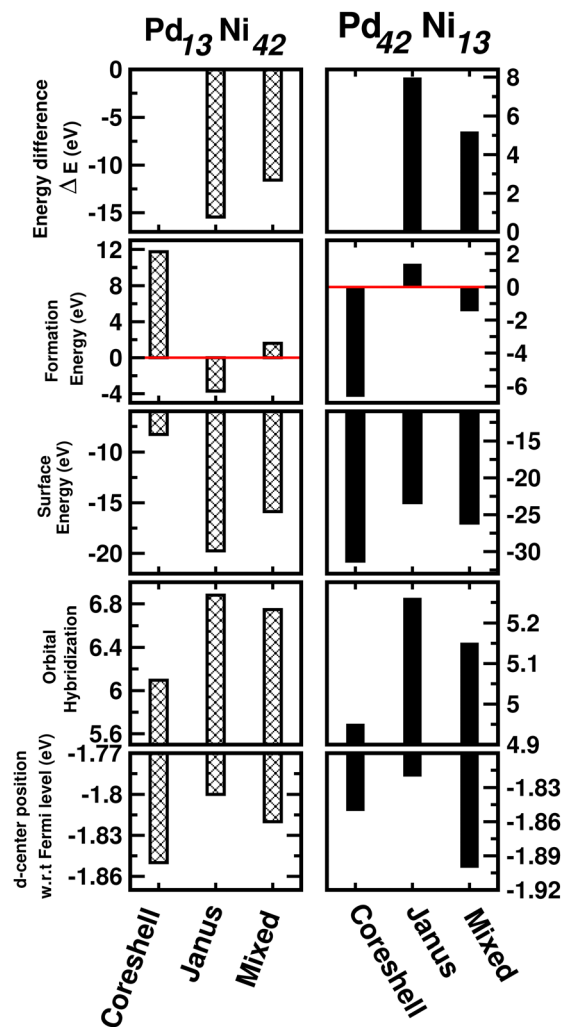 Pd13 Ni42
Pd42 Ni13
Energy difference
Δ E (eV)
0
-5
-10
-15
8
6
4
2
0
Formation
Energy (eV)
12
8
4
0
-4
2
0
-2
-4
-6
Surface
Energy (eV)
-10
-15
-20
-15
-20
-25
-30
Orbital
Hybridization
6.8
6.4
6
5.6
5.2
5.1
5
4.9
d-center position
w.r.t Fermi level (eV)
-1.77
-1.8
-1.83
-1.86
-1.83
-1.86
-1.89
-1.92
Coreshell
Janus
Mixed
Coreshell
Janus
Mixed